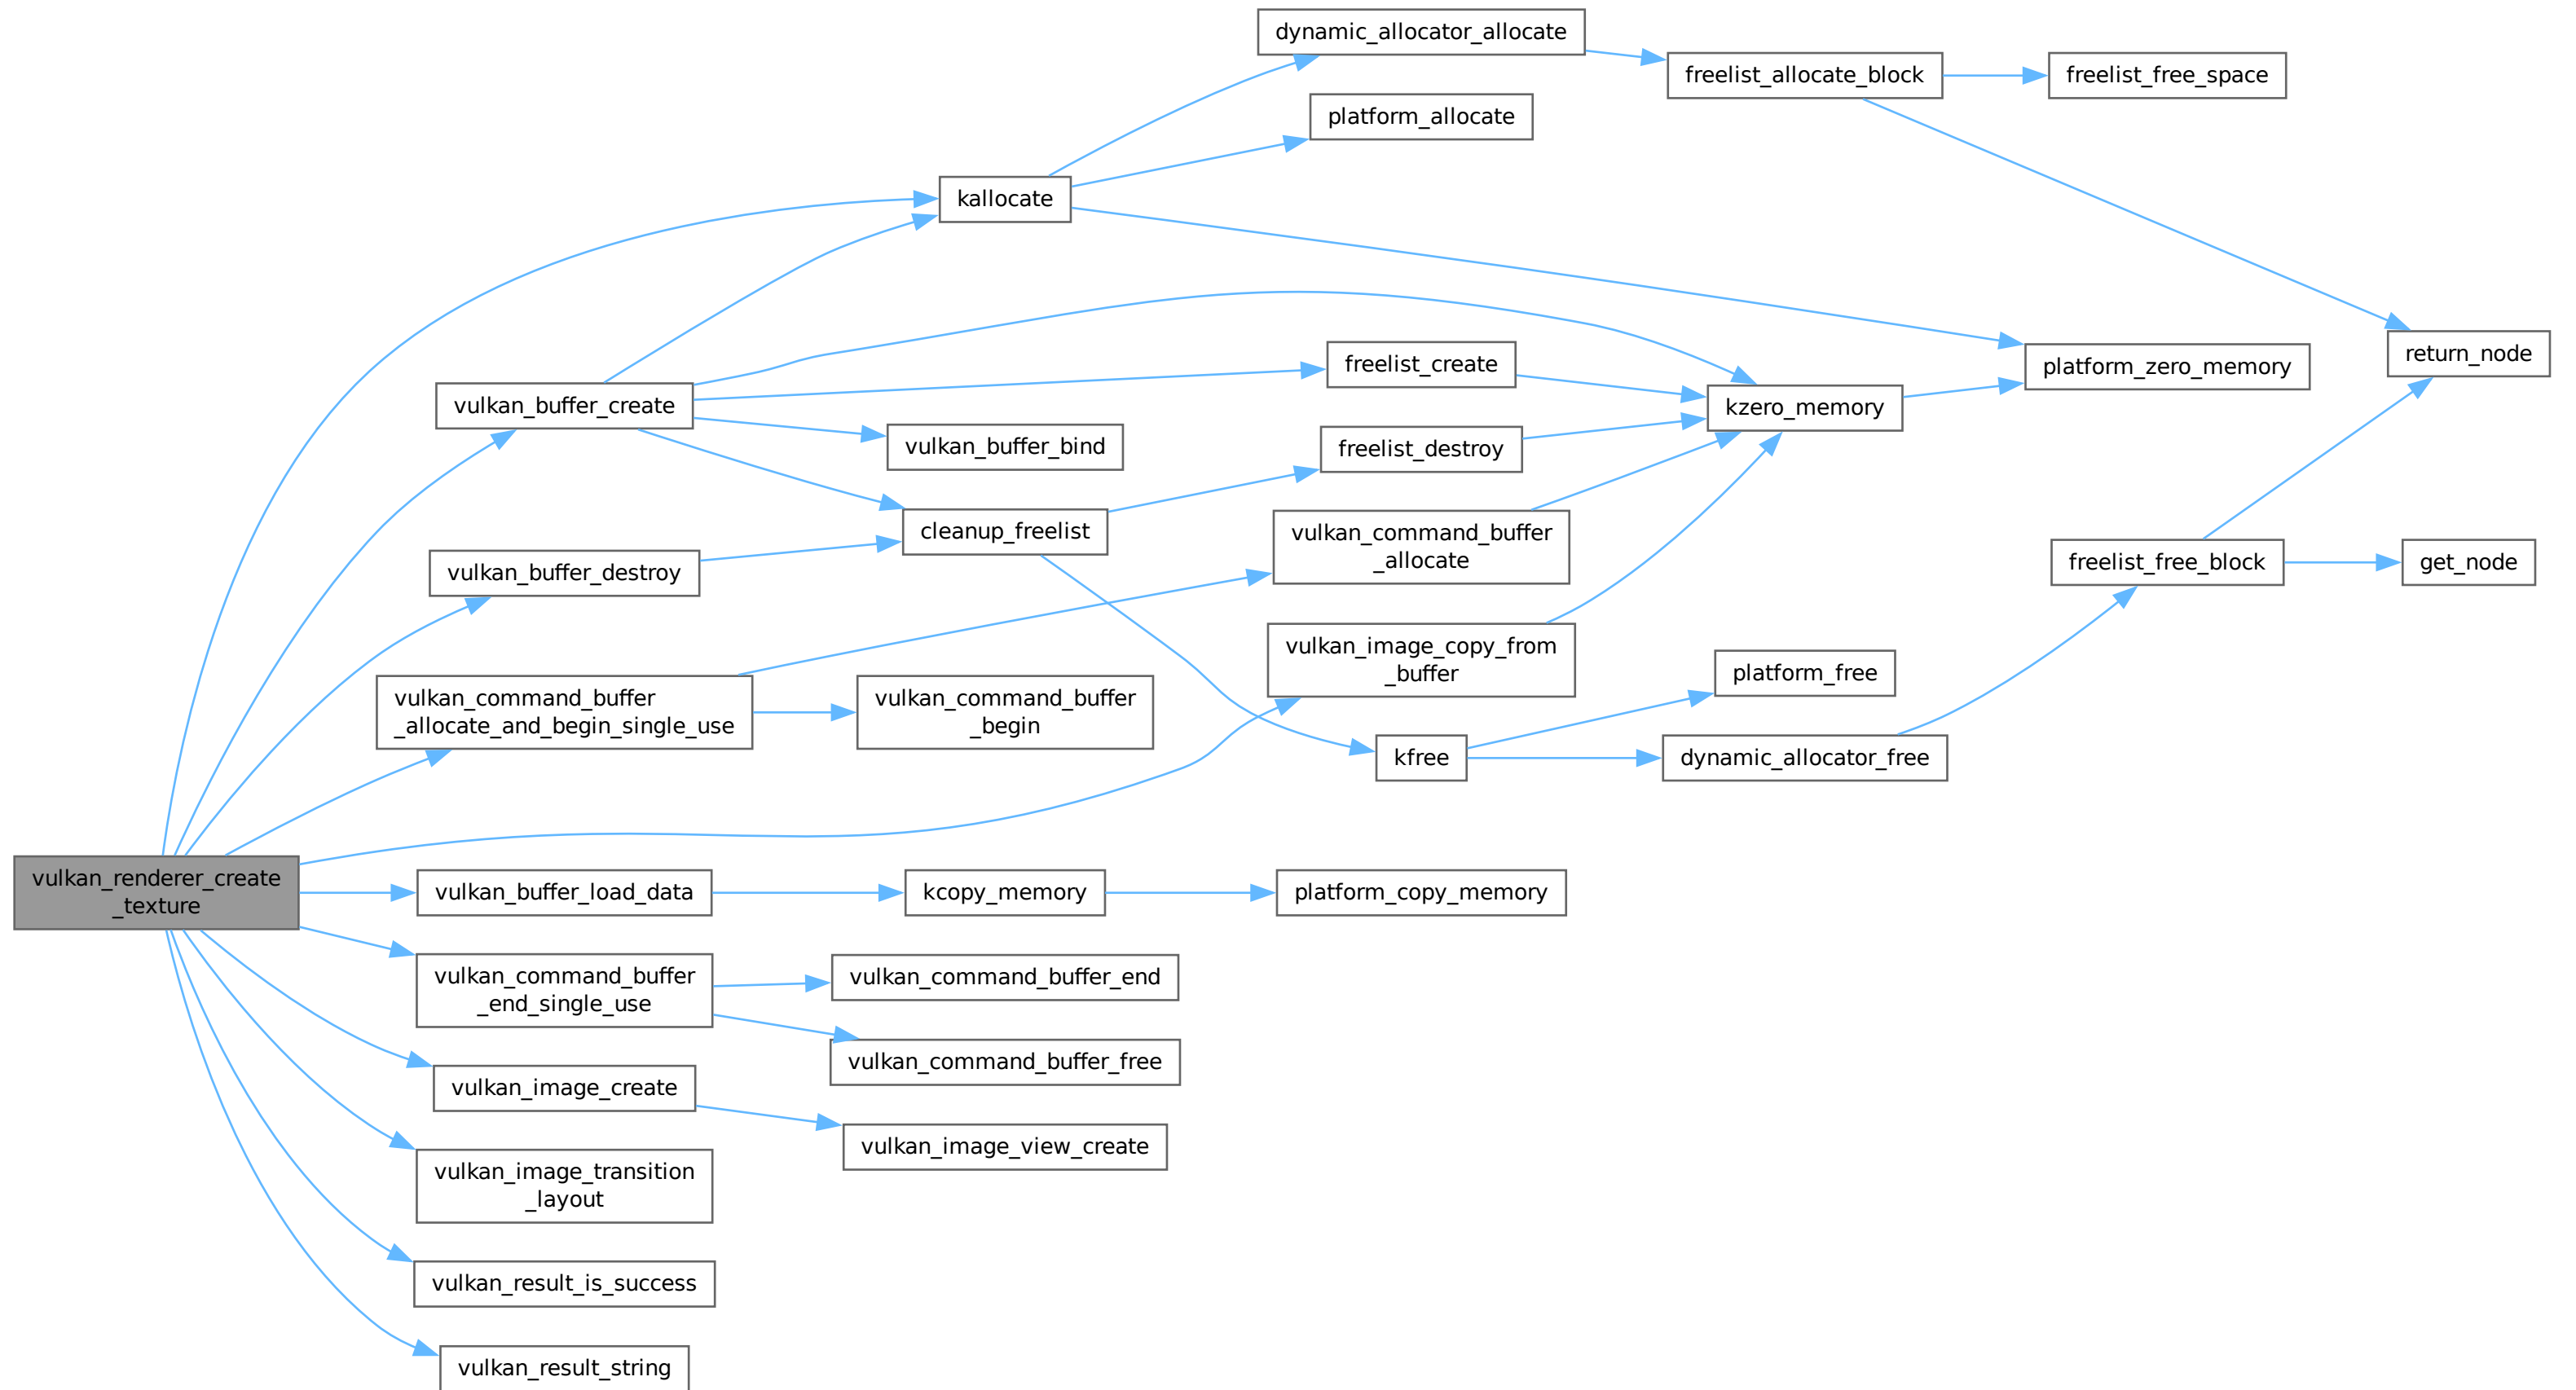 dynamic_allocator_allocate
freelist_allocate_block
freelist_free_space
platform_allocate
kallocate
return_node
platform_zero_memory
freelist_create
kzero_memory
vulkan_buffer_create
vulkan_buffer_bind
freelist_destroy
cleanup_freelist
vulkan_command_buffer
_allocate
freelist_free_block
get_node
vulkan_buffer_destroy
vulkan_image_copy_from
_buffer
platform_free
vulkan_command_buffer
_allocate_and_begin_single_use
vulkan_command_buffer
_begin
kfree
dynamic_allocator_free
vulkan_renderer_create
_texture
vulkan_buffer_load_data
kcopy_memory
platform_copy_memory
vulkan_command_buffer
_end_single_use
vulkan_command_buffer_end
vulkan_command_buffer_free
vulkan_image_create
vulkan_image_view_create
vulkan_image_transition
_layout
vulkan_result_is_success
vulkan_result_string